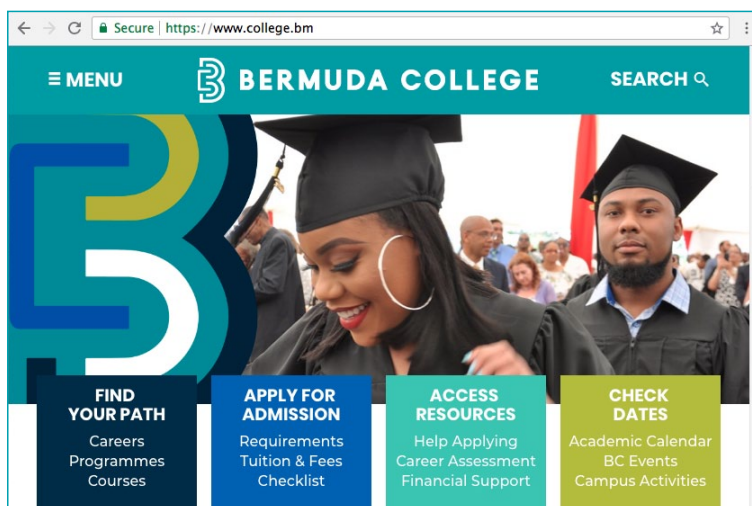 Secure | https://www.college.bm
MENU
BERMUDA COLLEGE
SEARCH
FIND
YOUR PATH
Careers
Programmes
Courses
APPLY FOR
ADMISSION
Requirements
Tuition & Fees
Checklist
ACCESS
RESOURCES
Help Applying
Career Assessment
Financial Support
CHECK
DATES
Academic Calendar
BC Events
Campus Activities